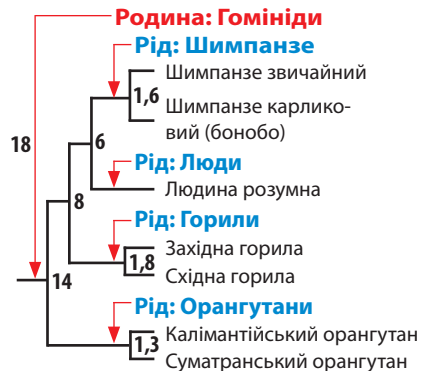 Родина: Гомініди
Рід: Шимпанзе
Шимпанзе звичайний
1,6
Шимпанзе карлико-
вий (бонобо)
18
6
Рід: Люди
Людина розумна
8
Рід: Горили
Західна горила
1,8
Східна горила
14
Рід: Орангутани
Калімантійський орангутан
1,3
Суматранський орангутан